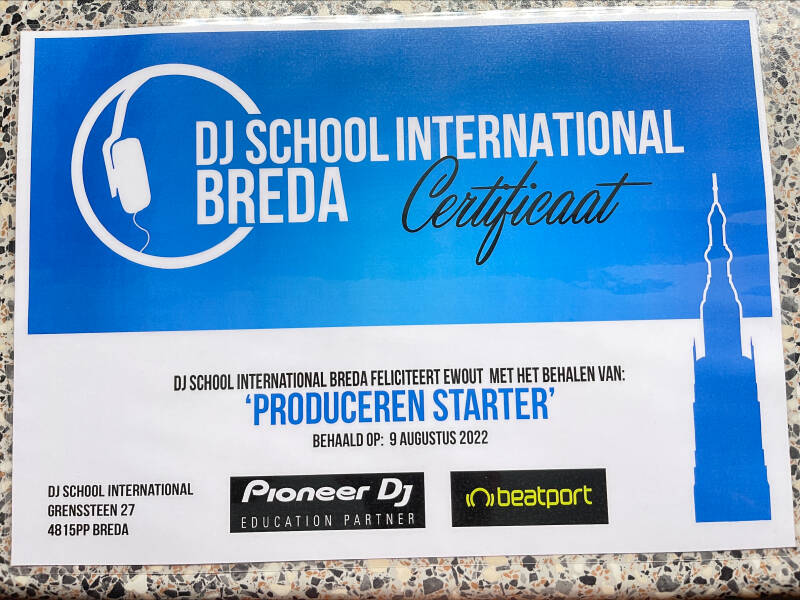 DJ SCHOOL INTERNATIONAL
BREDA
Certificaat
DJ SCHOOL INTERNATIONAL BREDA FELICITEERT EWOUT MET HET BEHALEN VAN:
'PRODUCEREN STARTER'
BEHAALD OP: 9 AUGUSTUS 2022
DJ SCHOOL INTERNATIONAL
GRENSSTEEN 27
4815PP BREDA
Pioneer Dj
EDUCATION PARTNER
beatport